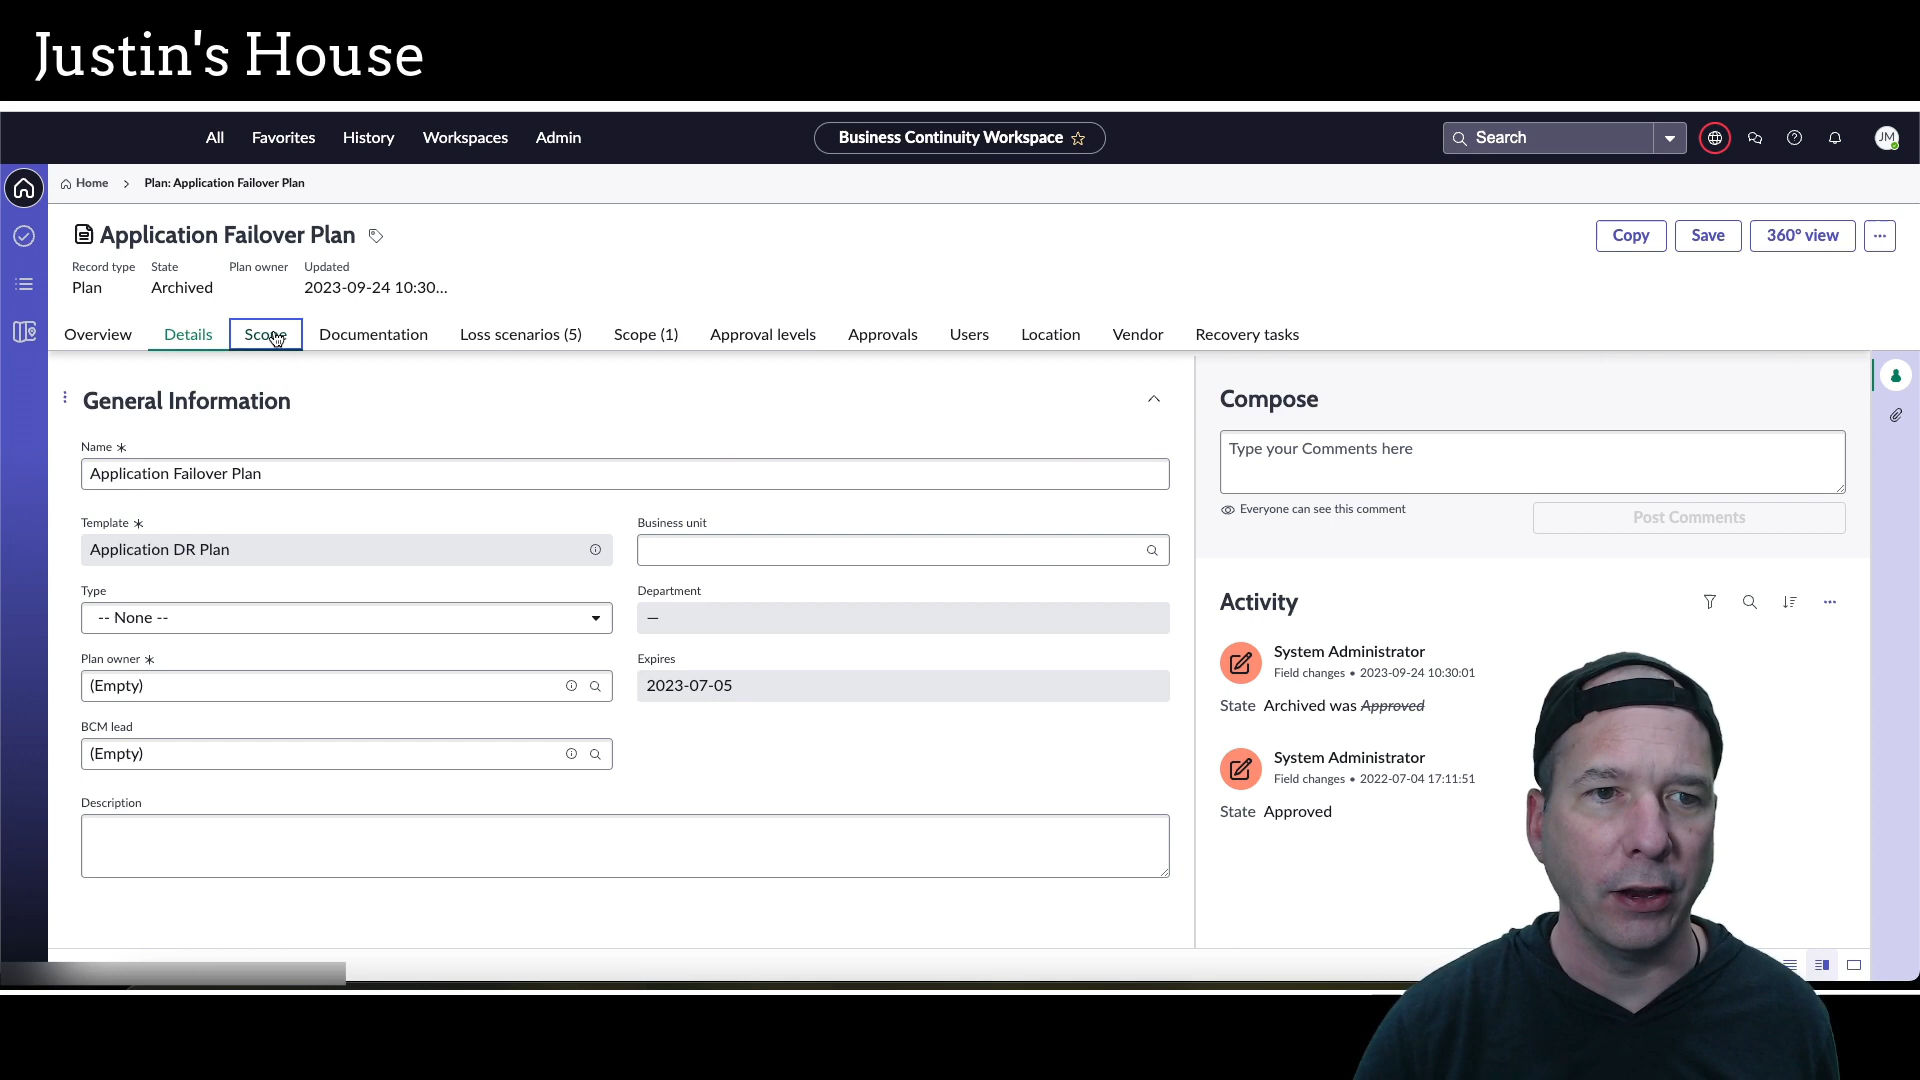 Justin's House
All Favorites History Workspaces Admin
Business Continuity Workspace
Search
JM
Home > Plan: Application Failover Plan
Application Failover Plan
Copy Save 360° view ...
Record type State Plan owner Updated
Plan Archived 2023-09-24 10:30...
Overview Details Scope Documentation Loss scenarios (5) Scope (1) Approval levels Approvals Users Location Vendor Recovery tasks
General Information
Name *
Application Failover Plan
Template * Business unit
Application DR Plan
Type Department
-- None -- —
Plan owner * Expires
(Empty) 2023-07-05
BCM lead
(Empty)
Description
Compose
Type your Comments here
Everyone can see this comment Post Comments
Activity
System Administrator
Field changes • 2023-09-24 10:30:01
State Archived was Approved
System Administrator
Field changes • 2022-07-04 17:11:51
State Approved